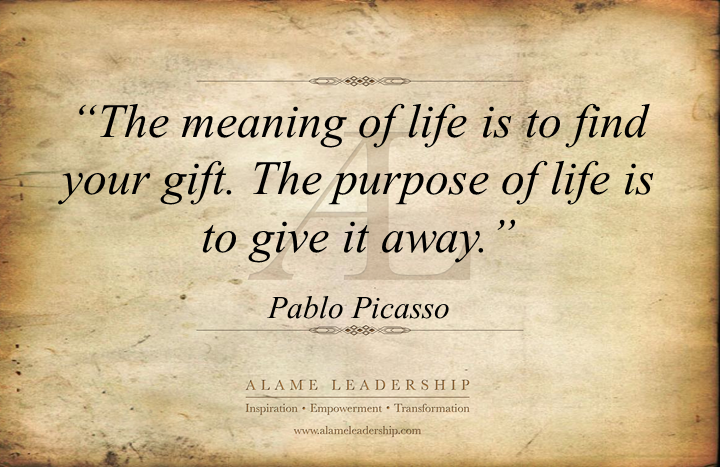 “The meaning of life is to find
your gift. The purpose of life is
to give it away.”
Pablo Picasso
AL
ALAME LEADERSHIP
Inspiration • Empowerment • Transformation
www.alameleadership.com